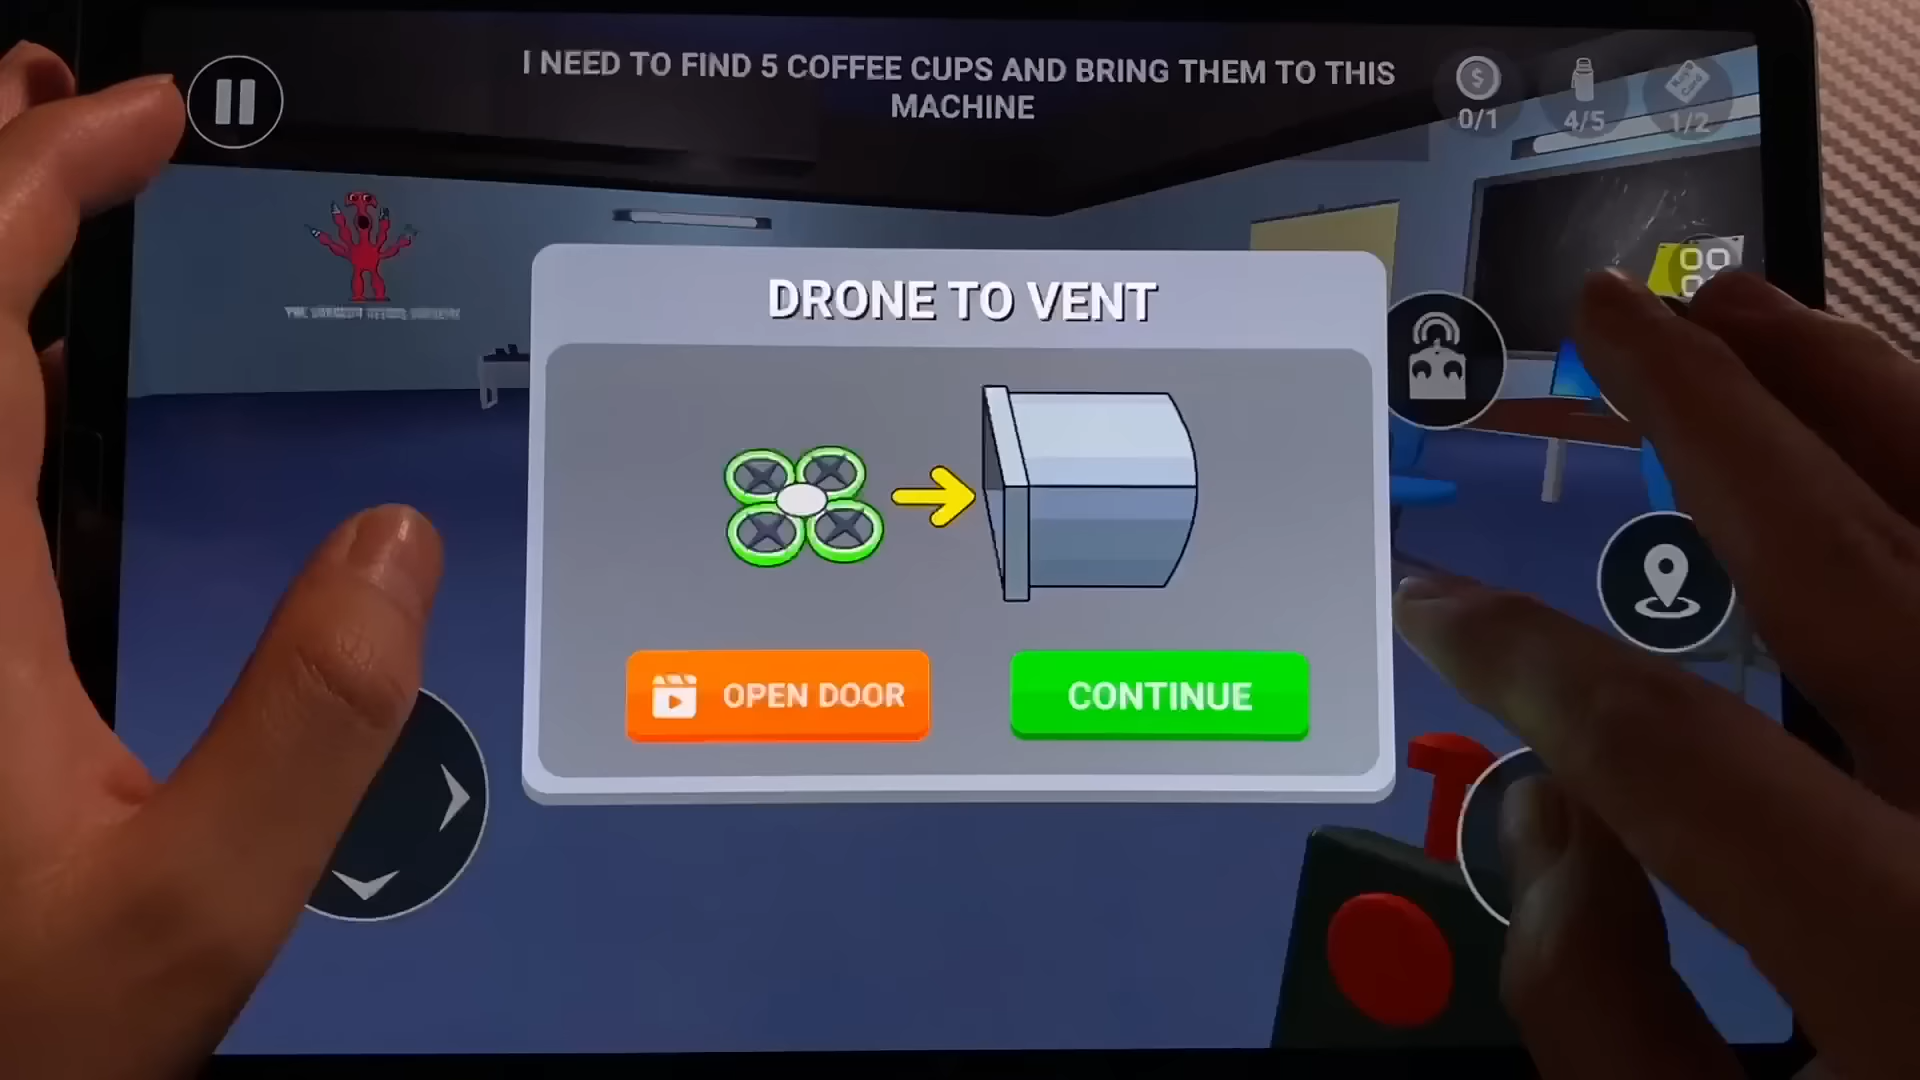 I NEED TO FIND 5 COFFEE CUPS AND BRING THEM TO THIS
MACHINE
0/1
4/5
1/2
DRONE TO VENT
OPEN DOOR
CONTINUE